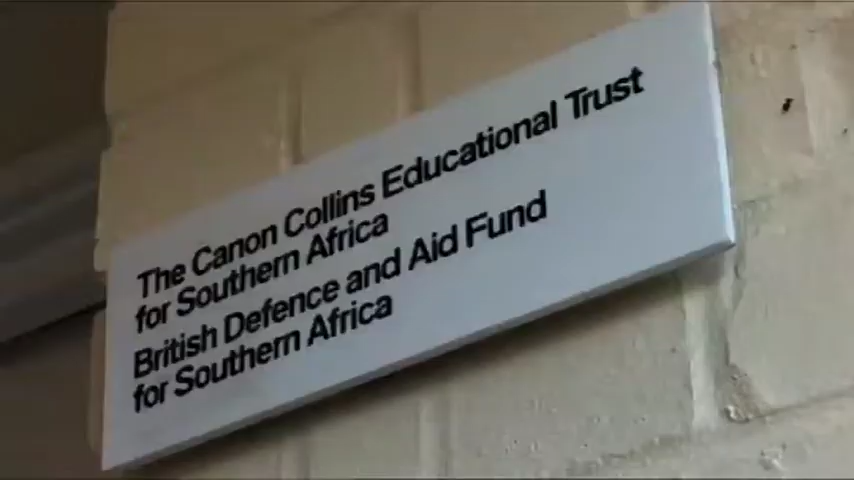 The Canon Collins Educational Trust
for Southern Africa
British Defence and Aid Fund
for Southern Africa